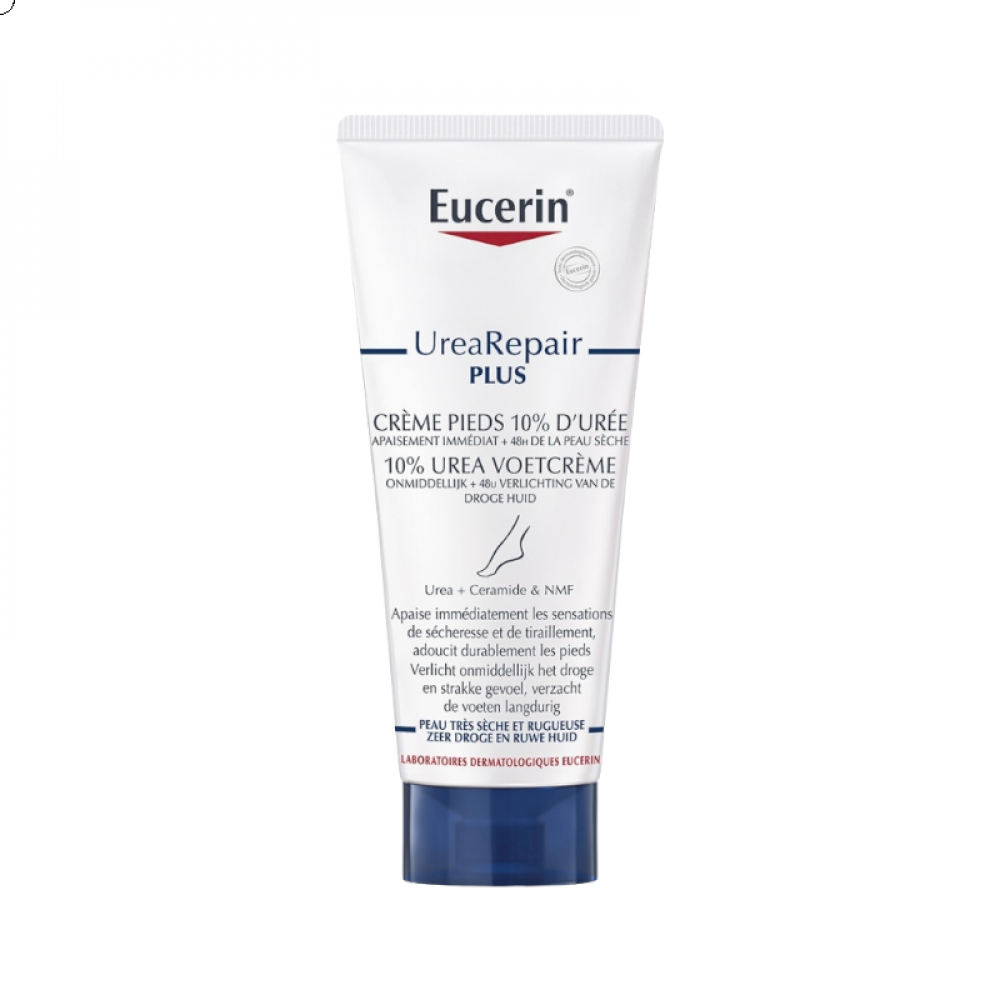 Eucerin®
Eucerin
UreaRepair
PLUS
CRÈME PIEDS 10% D'URÉE
APAISEMENT IMMÉDIAT + 48H DE LA PEAU SÈCHE
10% UREA VOETCRÈME
ONMIDDELLIJK + 48U VERLICHTING VAN DE
DROGE HUID
Urea + Ceramide & NMF
Apaise immédiatement les sensations
de sécheresse et de tiraillement,
adoucit durablement les pieds
Verlicht onmiddellijk het droge
en strakke gevoel, verzacht
de voeten langdurig
PEAU TRÈS SÈCHE ET RUGUEUSE
ZEER DROGE EN RUWE HUID
LABORATOIRES DERMATOLOGIQUES EUCERIN